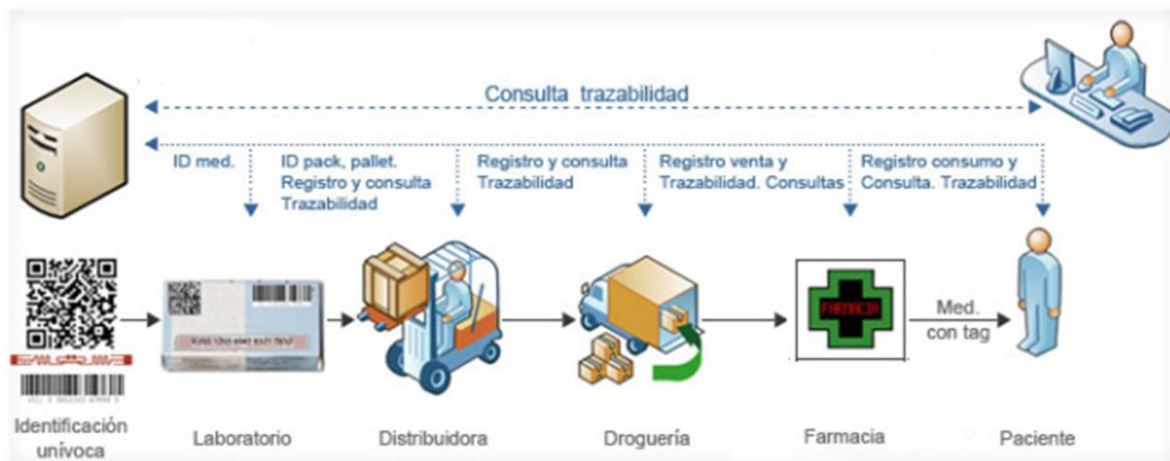 Consulta trazabilidad
ID med.
ID pack, pallet.
Registro y consulta
Trazabilidad
Registro y consulta
Trazabilidad
Registro venta y
Trazabilidad. Consultas
Registro consumo y
Consulta. Trazabilidad
FARMACIA
Med.
con tag
Identificación
unívoca
Laboratorio
Distribuidora
Droguería
Farmacia
Paciente